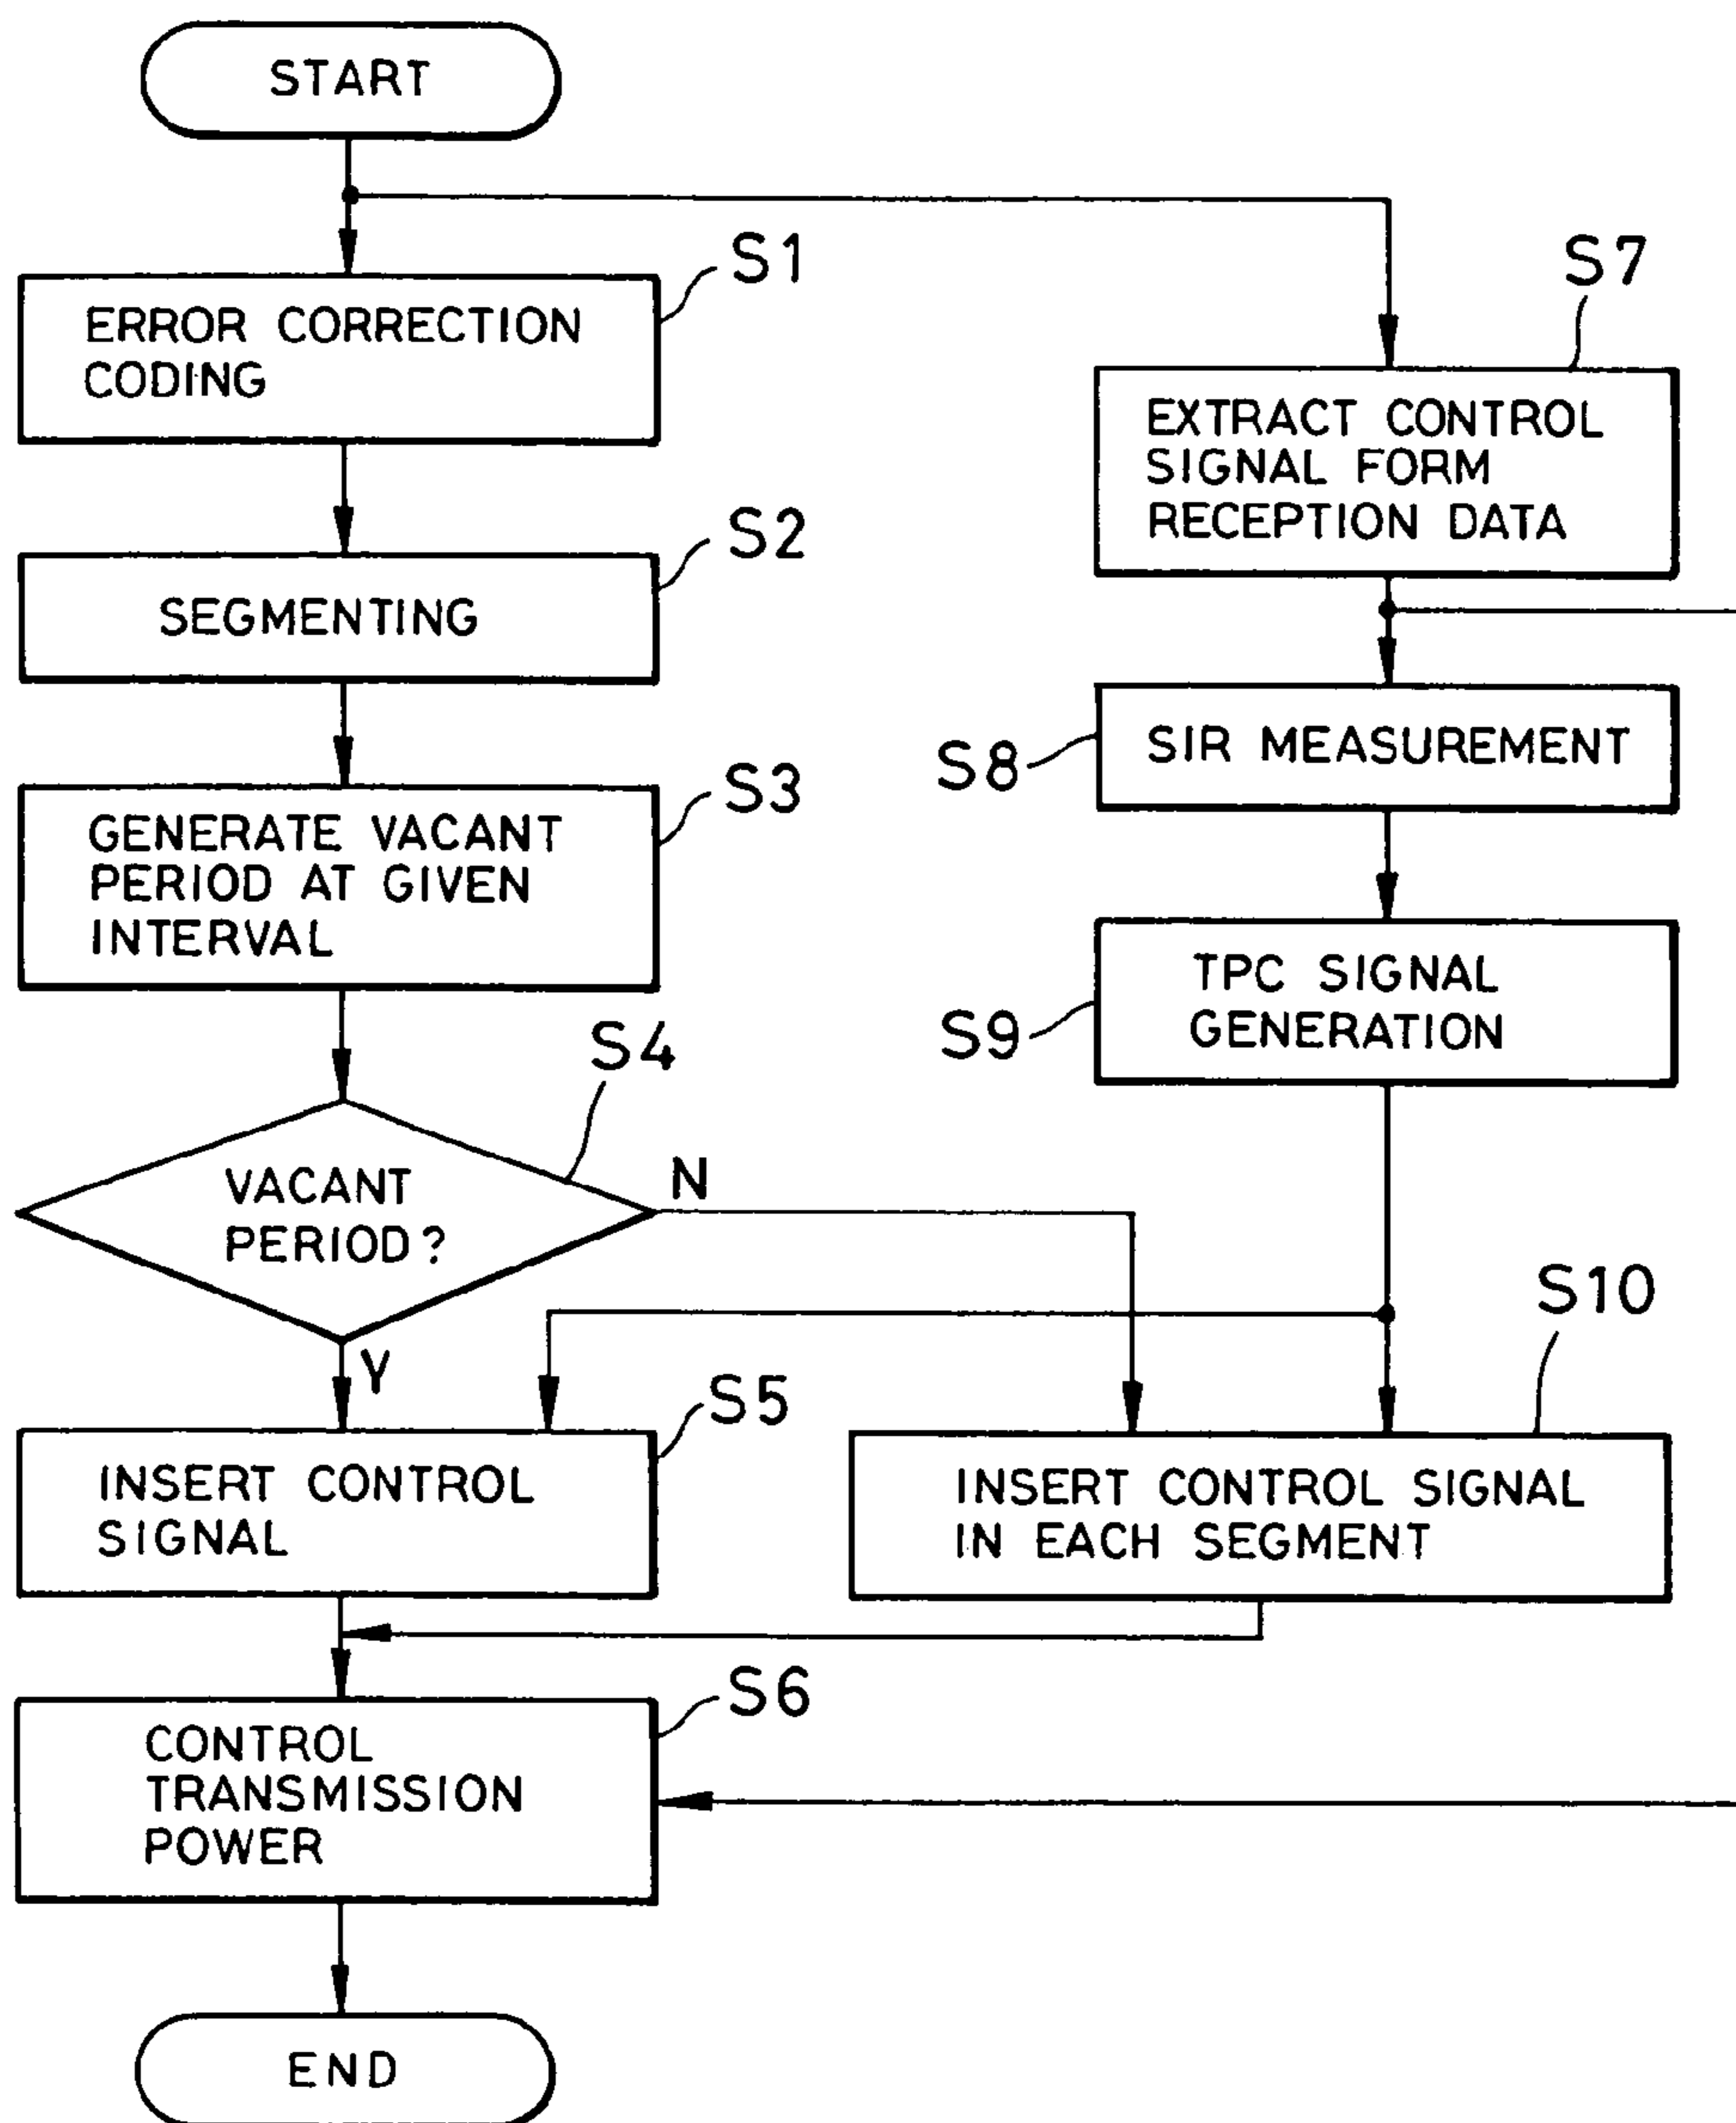 START
S1
ERROR CORRECTION
CODING
S2
SEGMENTING
S3
GENERATE VACANT
PERIOD AT GIVEN
INTERVAL
S4
VACANT
PERIOD?
N
Y
S5
INSERT CONTROL
SIGNAL
S6
CONTROL
TRANSMISSION
POWER
END
S7
EXTRACT CONTROL
SIGNAL FORM
RECEPTION DATA
S8
SIR MEASUREMENT
S9
TPC SIGNAL
GENERATION
S10
INSERT CONTROL SIGNAL
IN EACH SEGMENT